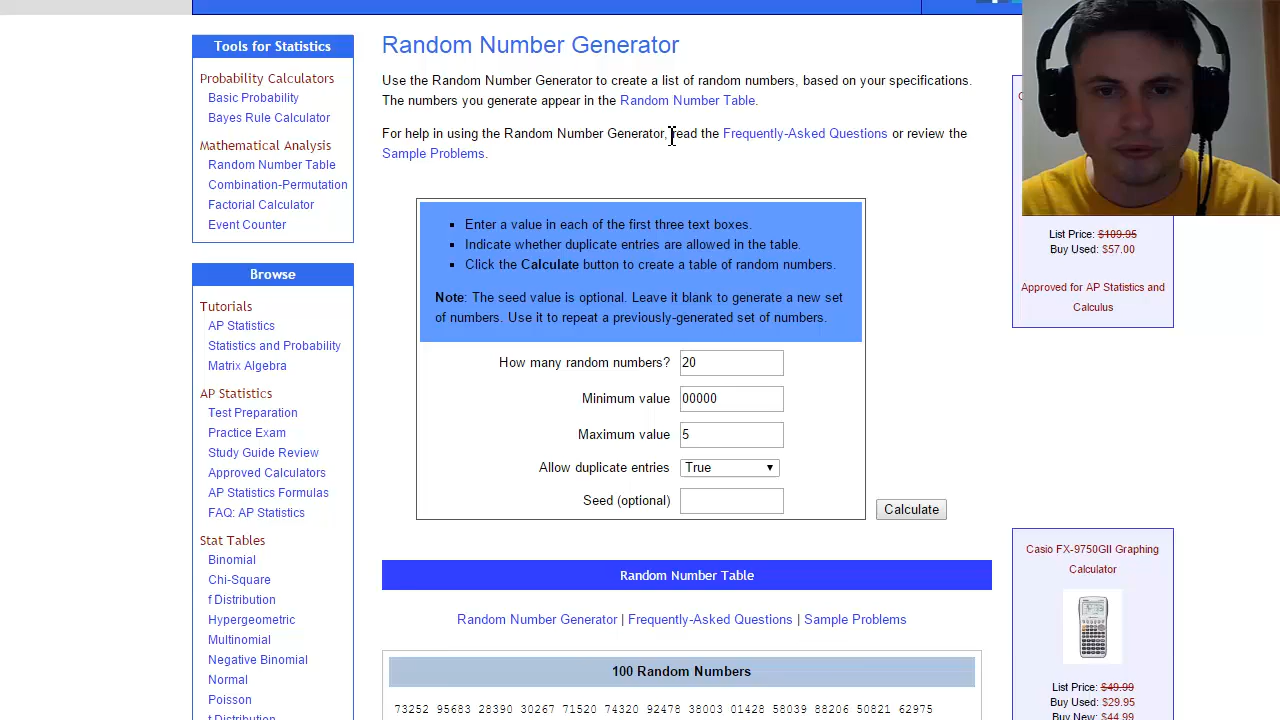 Tools for Statistics
Probability Calculators
Basic Probability
Bayes Rule Calculator
Mathematical Analysis
Random Number Table
Combination-Permutation
Factorial Calculator
Event Counter
Browse
Tutorials
AP Statistics
Statistics and Probability
Matrix Algebra
AP Statistics
Test Preparation
Practice Exam
Study Guide Review
Approved Calculators
AP Statistics Formulas
FAQ: AP Statistics
Stat Tables
Binomial
Chi-Square
f Distribution
Hypergeometric
Multinomial
Negative Binomial
Normal
Poisson
t Distribution
Random Number Generator
Use the Random Number Generator to create a list of random numbers, based on your specifications.
The numbers you generate appear in the Random Number Table.
For help in using the Random Number Generator, read the Frequently-Asked Questions or review the
Sample Problems.
▪ Enter a value in each of the first three text boxes.
▪ Indicate whether duplicate entries are allowed in the table.
▪ Click the Calculate button to create a table of random numbers.
Note: The seed value is optional. Leave it blank to generate a new set
of numbers. Use it to repeat a previously-generated set of numbers.
How many random numbers? 20
Minimum value 00000
Maximum value 5
Allow duplicate entries True
Seed (optional)
Calculate
Random Number Table
Random Number Generator | Frequently-Asked Questions | Sample Problems
100 Random Numbers
73252 95683 28390 30267 71520 74320 92478 38003 01428 58039 88206 50821 62975
List Price: $109.95
Buy Used: $57.00
Approved for AP Statistics and
Calculus
Casio FX-9750GII Graphing
Calculator
List Price: $49.99
Buy Used: $29.95
Buy New: $44.99